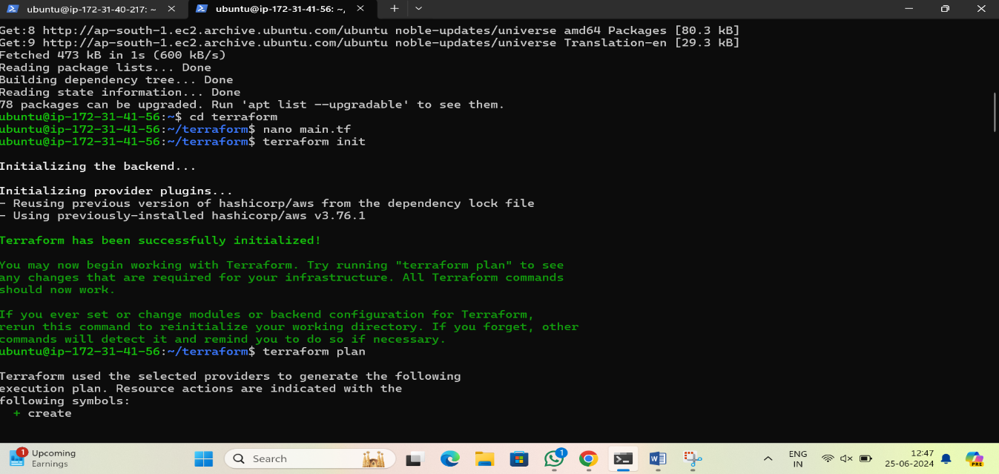 ubuntu@ip-172-31-40-217: ~
ubuntu@ip-172-31-41-56: ~,
Get:8 http://ap-south-1.ec2.archive.ubuntu.com/ubuntu noble-updates/universe amd64 Packages [80.3 kB]
Get:9 http://ap-south-1.ec2.archive.ubuntu.com/ubuntu noble-updates/universe Translation-en [29.3 kB]
Fetched 473 kB in 1s (600 kB/s)
Reading package lists... Done
Building dependency tree... Done
Reading state information... Done
78 packages can be upgraded. Run 'apt list --upgradable' to see them.
ubuntu@ip-172-31-41-56:~$ cd terraform
ubuntu@ip-172-31-41-56:~/terraform$ nano main.tf
ubuntu@ip-172-31-41-56:~/terraform$ terraform init
Initializing the backend...
Initializing provider plugins...
- Reusing previous version of hashicorp/aws from the dependency lock file
- Using previously-installed hashicorp/aws v3.76.1
Terraform has been successfully initialized!
You may now begin working with Terraform. Try running "terraform plan" to see
any changes that are required for your infrastructure. All Terraform commands
should now work.
If you ever set or change modules or backend configuration for Terraform,
rerun this command to reinitialize your working directory. If you forget, other
commands will detect it and remind you to do so if necessary.
ubuntu@ip-172-31-41-56:~/terraform$ terraform plan
Terraform used the selected providers to generate the following
execution plan. Resource actions are indicated with the
following symbols:
+ create
1
Upcoming
Earnings
Search
1
ENG
IN
12:47
25-06-2024
PRE